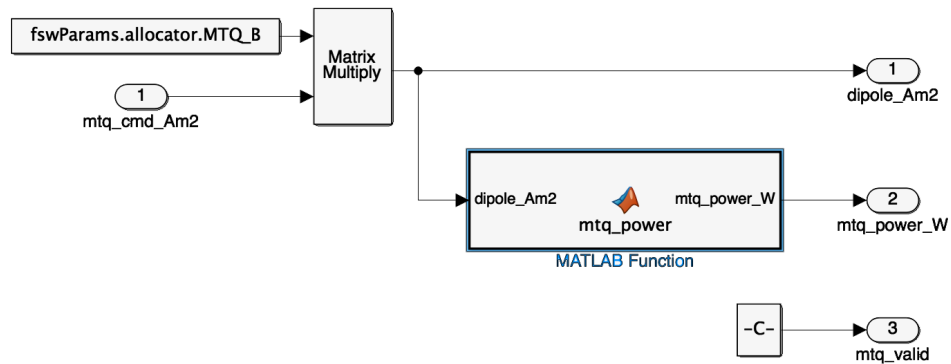 fswParams.allocator.MTQ_B
Matrix
Multiply
1
mtq_cmd_Am2
1
dipole_Am2
dipole_Am2
mtq_power
mtq_power_W
MATLAB Function
2
mtq_power_W
-C-
3
mtq_valid